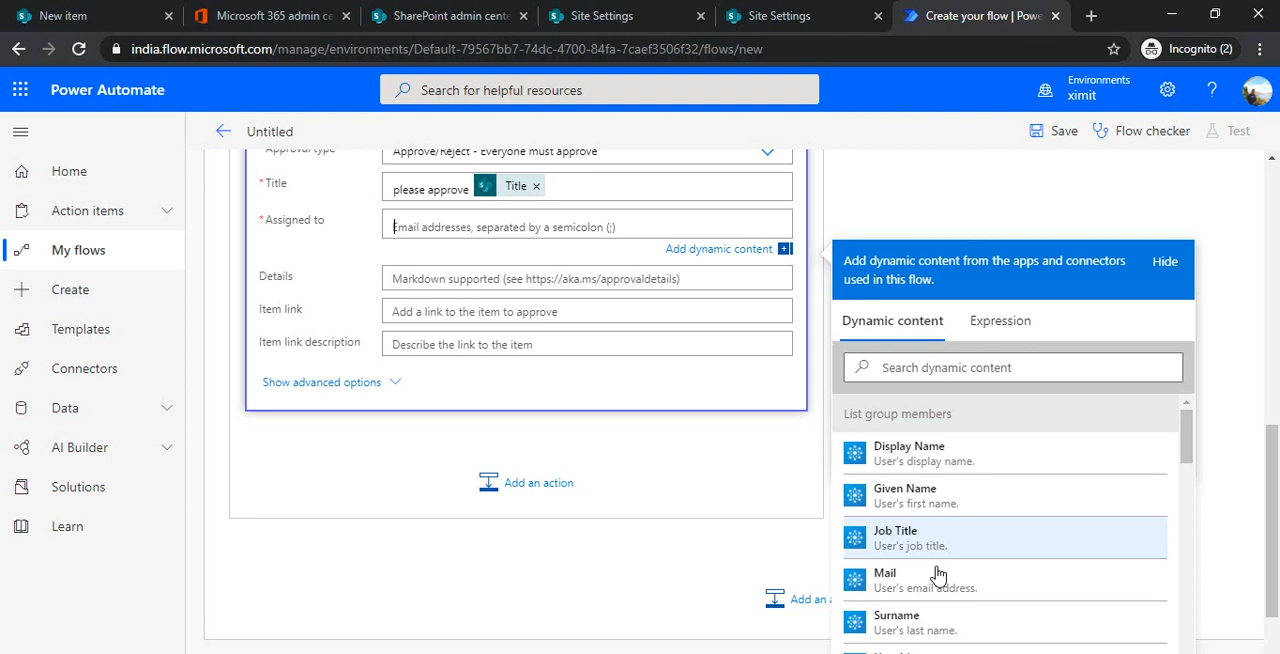 New item
Microsoft 365 admin ce
SharePoint admin cente
Site Settings
Site Settings
Create your flow | Powe
india.flow.microsoft.com/manage/environments/Default-79567bb7-74dc-4700-84fa-7caef3506f32/flows/new
Incognito (2)
Power Automate
Search for helpful resources
Environments
ximit
Untitled
Save
Flow checker
Test
Home
Action items
My flows
Create
Templates
Connectors
Data
AI Builder
Solutions
Learn
Approval type
Approve/Reject - Everyone must approve
*Title
please approve Title
*Assigned to
Email addresses, separated by a semicolon (;)
Add dynamic content
Details
Markdown supported (see https://aka.ms/approvaldetails)
Item link
Add a link to the item to approve
Item link description
Describe the link to the item
Show advanced options
Add an action
Add an a
Add dynamic content from the apps and connectors
used in this flow.
Hide
Dynamic content
Expression
Search dynamic content
List group members
Display Name
User's display name.
Given Name
User's first name.
Job Title
User's job title.
Mail
User's email address.
Surname
User's last name.